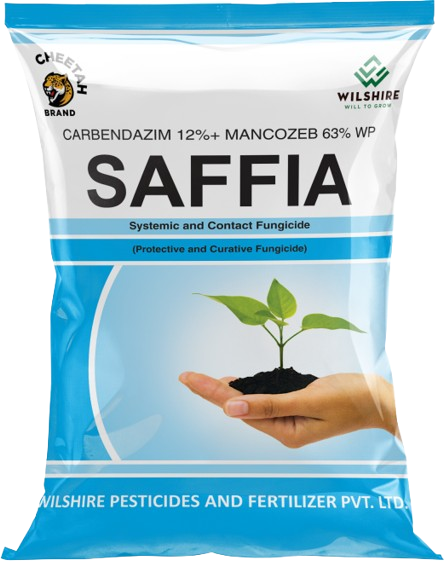 CHEETAH
BRAND
WILSHIRE
WILL TO GROW
CARBENDAZIM 12%+ MANCOZEB 63% WP
SAFFIA
Systemic and Contact Fungicide
(Protective and Curative Fungicide)
WILSHIRE PESTICIDES AND FERTILIZER PVT. LTD.